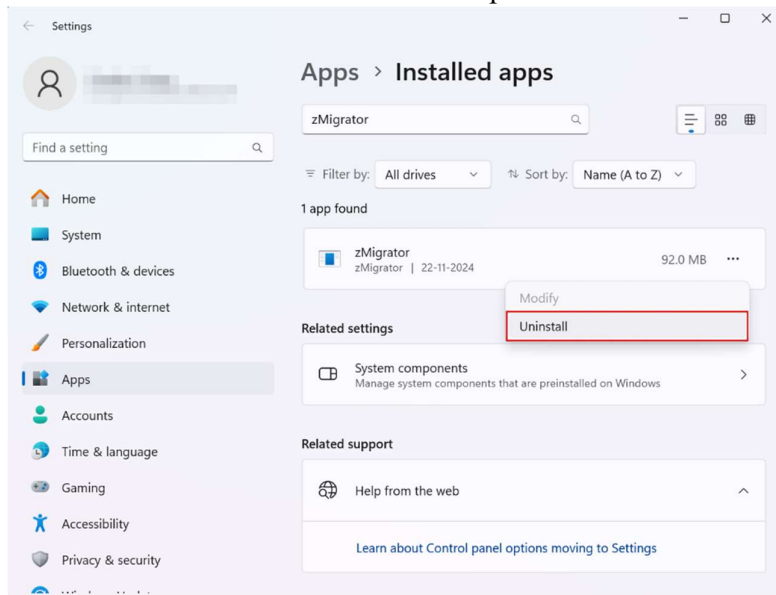 Settings
Apps > Installed apps
zMigrator
Find a setting
Filter by: All drives
Sort by: Name (A to Z)
Home
1 app found
System
zMigrator
zMigrator | 22-11-2024
92.0 MB
Bluetooth & devices
Modify
Network & internet
Uninstall
Related settings
Personalization
System components
Manage system components that are preinstalled on Windows
Apps
Accounts
Related support
Time & language
Gaming
Help from the web
Accessibility
Learn about Control panel options moving to Settings
Privacy & security